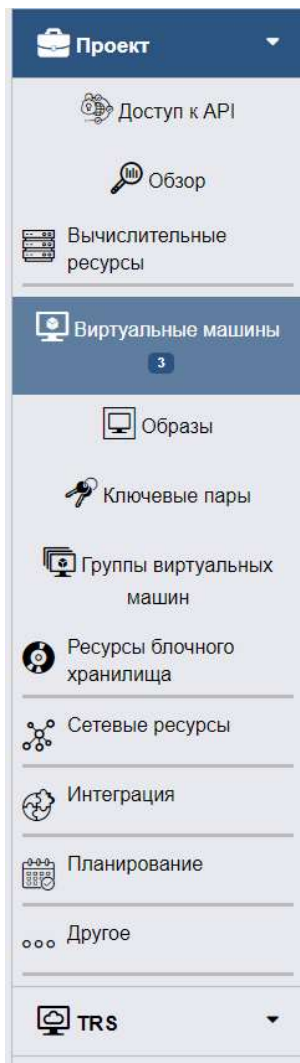 Проект
Доступ к API
Обзор
Вычислительные
ресурсы
Виртуальные машины
3
Образы
Ключевые пары
Группы виртуальных
машин
Ресурсы блочного
хранилища
Сетевые ресурсы
Интеграция
Планирование
Другое
TRS